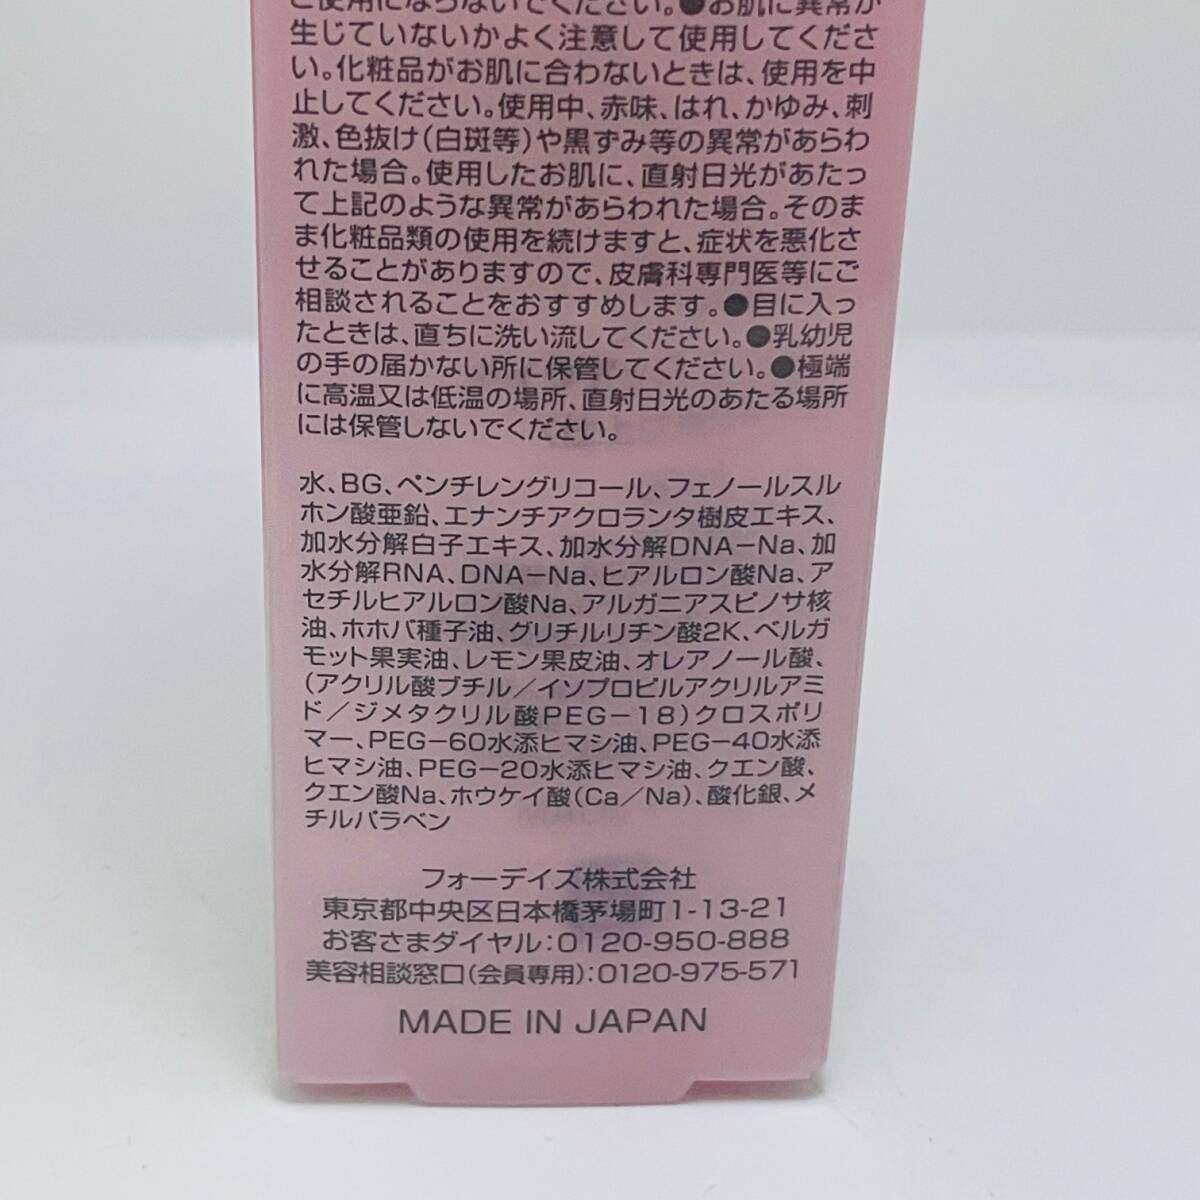 ご使用にならないでください。●お肌に異常が
生じていないかよく注意して使用してくださ
い。化粧品がお肌に合わないときは、使用を中
止してください。使用中、赤味、はれ、かゆみ、刺
激、色抜け（白斑等）や黒ずみ等の異常があらわ
れた場合。使用したお肌に、直射日光があたっ
て上記のような異常があらわれた場合。そのま
ま化粧品類の使用を続けますと、症状を悪化さ
せることがありますので、皮膚科専門医等にご
相談されることをおすすめします。●目に入っ
たときは、直ちに洗い流してください。●乳幼児
の手の届かない所に保管してください。●極端
に高温又は低温の場所、直射日光のあたる場所
には保管しないでください。
水、BG、ペンチレングリコール、フェノールスル
ホン酸亜鉛、エナンチアクロランタ樹皮エキス、
加水分解白子エキス、加水分解DNA－Na、加
水分解RNA、DNA－Na、ヒアルロン酸Na、ア
セチルヒアルロン酸Na、アルガニアスピノサ核
油、ホホバ種子油、グリチルリチン酸2K、ベルガ
モット果実油、レモン果皮油、オレアノール酸、
（アクリル酸ブチル／イソプロピルアクリルアミ
ド／ジメタクリル酸PEG－18）クロスポリ
マー、PEG－60水添ヒマシ油、PEG－40水添
ヒマシ油、PEG－20水添ヒマシ油、クエン酸、
クエン酸Na、ホウケイ酸（Ca／Na）、酸化銀、メ
チルパラベン
フォーデイズ株式会社
東京都中央区日本橋茅場町1-13-21
お客さまダイヤル：0120-950-888
美容相談窓口（会員専用）：0120-975-571
MADE IN JAPAN